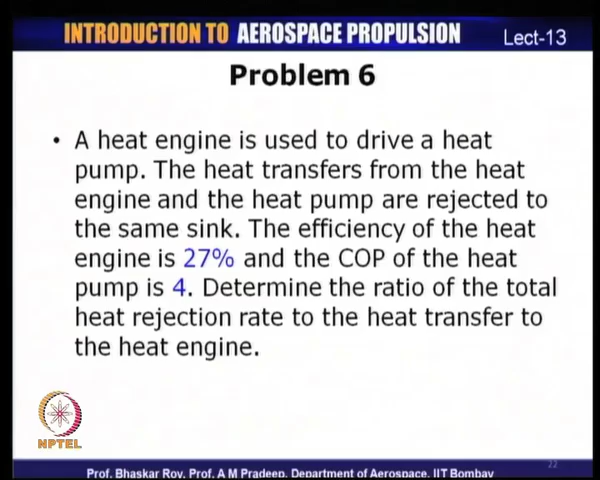 INTRODUCTION TO AEROSPACE PROPULSION Lect-13
Problem 6
• A heat engine is used to drive a heat
pump. The heat transfers from the heat
engine and the heat pump are rejected to
the same sink. The efficiency of the heat
engine is 27% and the COP of the heat
pump is 4. Determine the ratio of the total
heat rejection rate to the heat transfer to
the heat engine.
NPTEL
22
Prof. Bhaskar Roy, Prof. A M Pradeep, Department of Aerospace, IIT Bombay